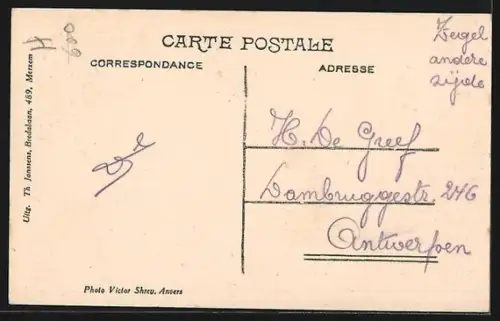 CARTE POSTALE
CORRESPONDANCE
ADRESSE
Zegel
andere
zijde
H. De Greef
Dambruggestr. 246
Antwerpen
Uitg. Th. Janssens, Bredabaan, 489, Merxem
Photo Victor Shreu, Anvers